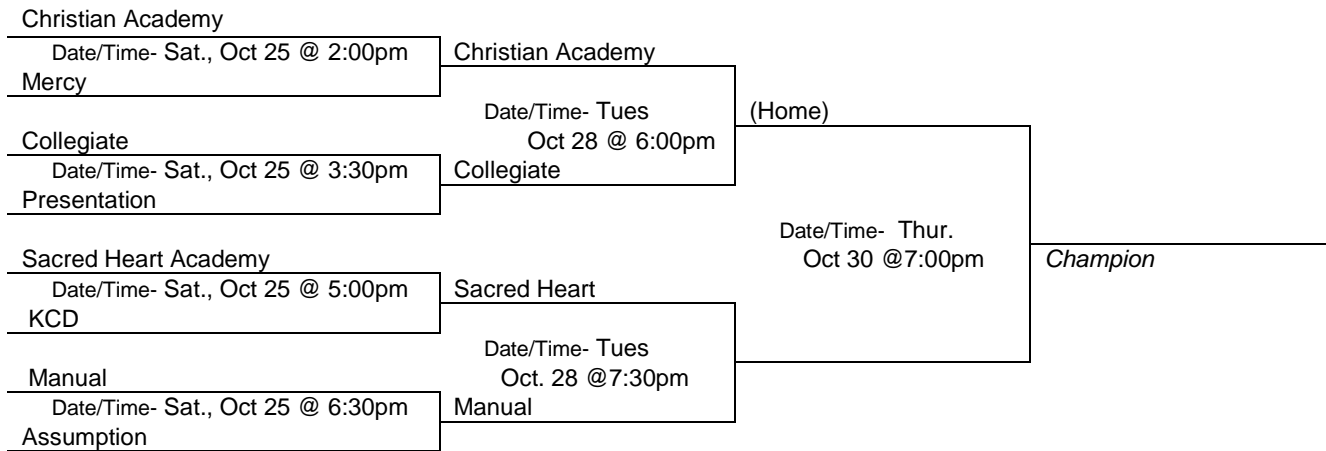 Christian Academy
Date/Time- Sat., Oct 25 @ 2:00pm
Christian Academy
Mercy
Date/Time- Tues
(Home)
Collegiate
Oct 28 @ 6:00pm
Date/Time- Sat., Oct 25 @ 3:30pm
Collegiate
Presentation
Date/Time- Thur.
Sacred Heart Academy
Oct 30 @7:00pm
Champion
Date/Time- Sat., Oct 25 @ 5:00pm
Sacred Heart
KCD
Date/Time- Tues
Manual
Oct. 28 @7:30pm
Date/Time- Sat., Oct 25 @ 6:30pm
Manual
Assumption